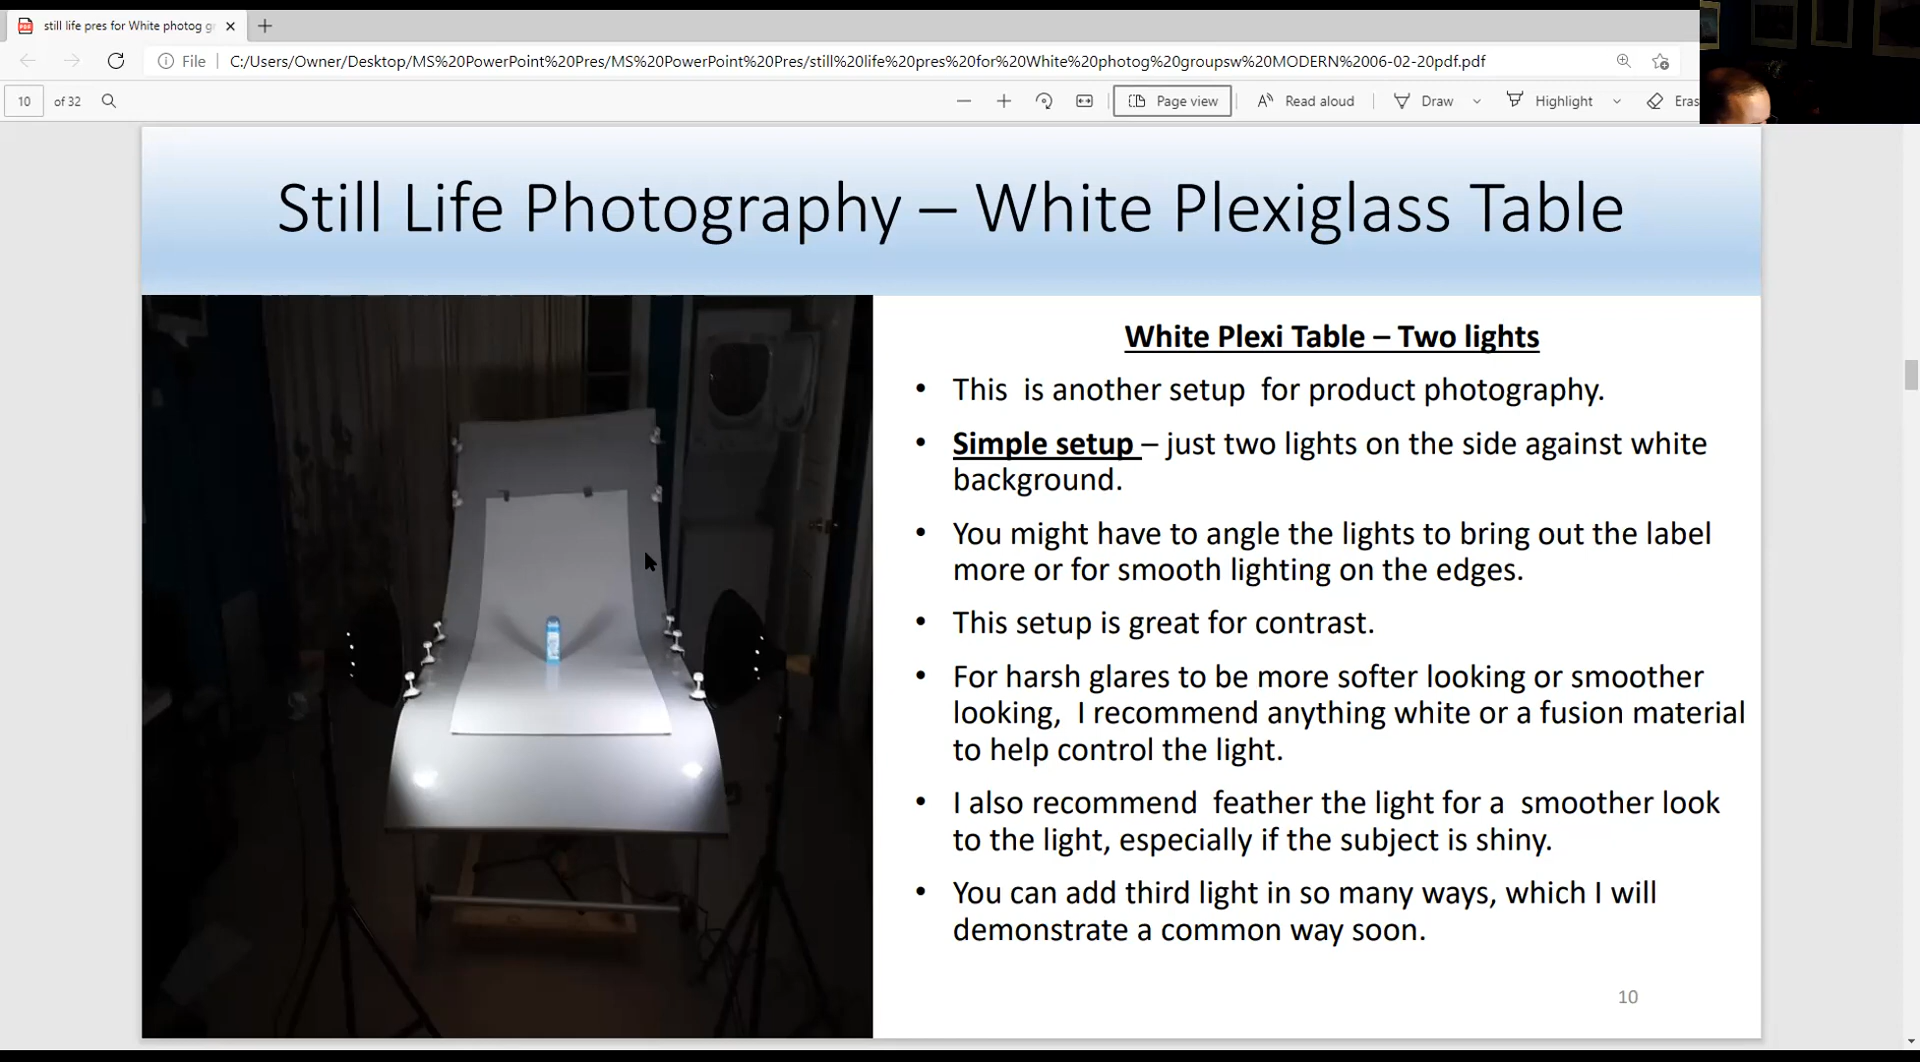 still life pres for White photog g
File C:/Users/Owner/Desktop/MS%20PowerPoint%20Pres/MS%20PowerPoint%20Pres/still%20life%20pres%20for%20White%20photog%20groupsw%20MODERN%2006-02-20pdf.pdf
10 of 32 Page view Read aloud Draw Highlight Eras
Still Life Photography – White Plexiglass Table
White Plexi Table – Two lights
• This is another setup for product photography.
• Simple setup – just two lights on the side against white
background.
• You might have to angle the lights to bring out the label
more or for smooth lighting on the edges.
• This setup is great for contrast.
• For harsh glares to be more softer looking or smoother
looking, I recommend anything white or a fusion material
to help control the light.
• I also recommend feather the light for a smoother look
to the light, especially if the subject is shiny.
• You can add third light in so many ways, which I will
demonstrate a common way soon.
10